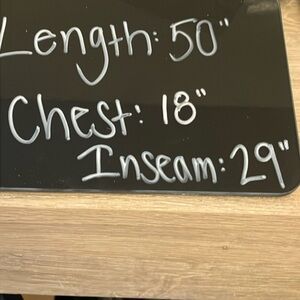 Length: 50"
Chest: 18"
Inseam: 29"